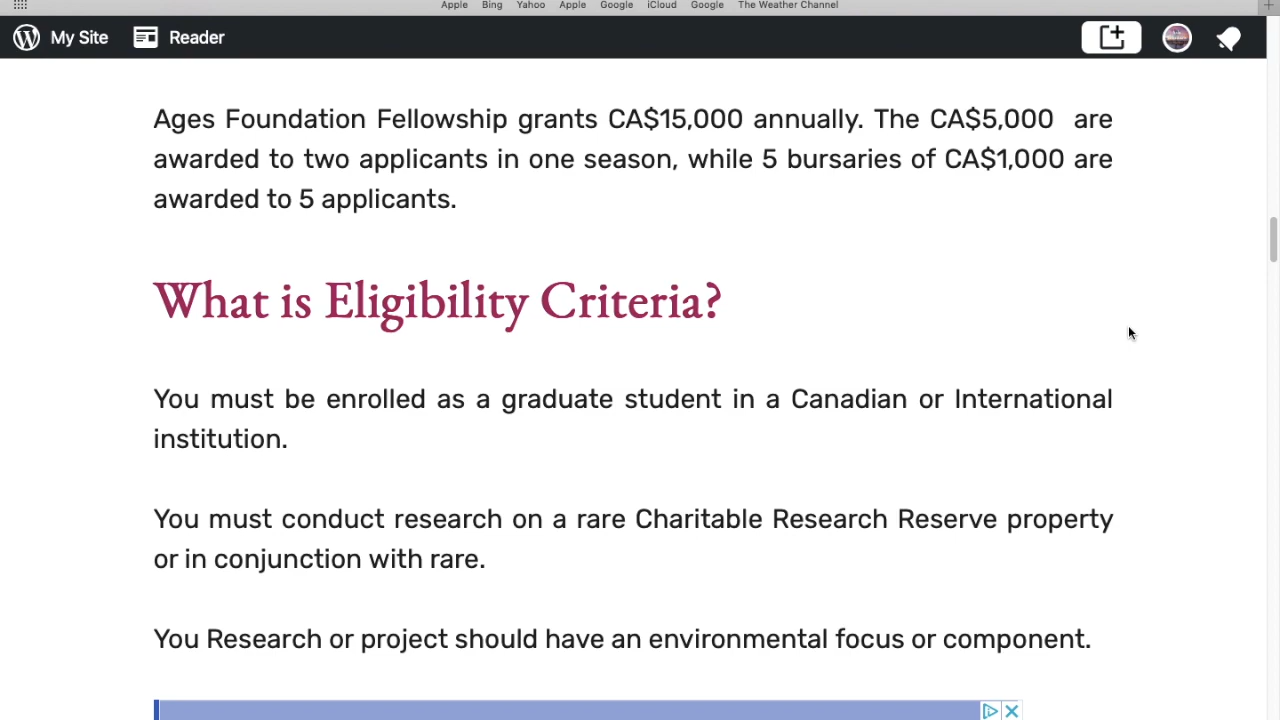 Apple Bing Yahoo Apple Google iCloud Google The Weather Channel
My Site Reader
Ages Foundation Fellowship grants CA$15,000 annually. The CA$5,000 are
awarded to two applicants in one season, while 5 bursaries of CA$1,000 are
awarded to 5 applicants.
What is Eligibility Criteria?
You must be enrolled as a graduate student in a Canadian or International
institution.
You must conduct research on a rare Charitable Research Reserve property
or in conjunction with rare.
You Research or project should have an environmental focus or component.